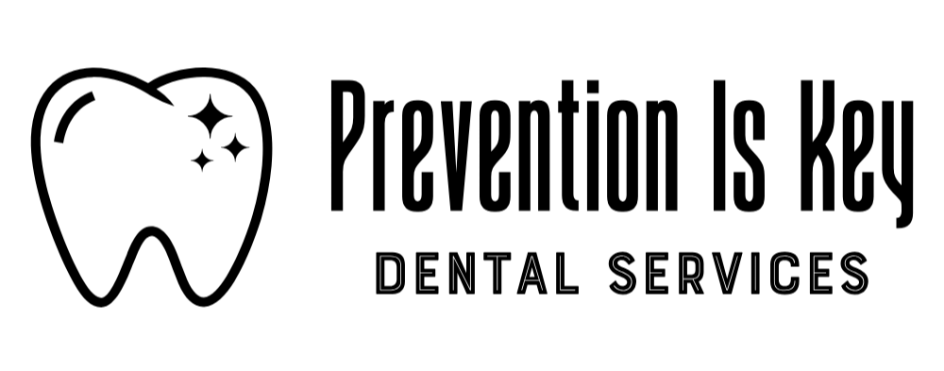 Prevention Is Key
DENTAL SERVICES